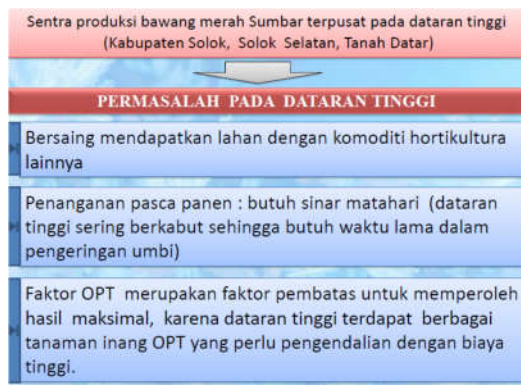 Sentra produksi bawang merah Sumbar terpusat pada dataran tinggi
(Kabupaten Solok, Solok Selatan, Tanah Datar)
PERMASALAH PADA DATARAN TINGGI
Bersaing mendapatkan lahan dengan komoditi hortikultura
lainnya
Penanganan pasca panen : butuh sinar matahari (dataran
tinggi sering berkabut sehingga butuh waktu lama dalam
pengeringan umbi)
Faktor OPT merupakan faktor pembatas untuk memperoleh
hasil maksimal, karena dataran tinggi terdapat berbagai
tanaman inang OPT yang perlu pengendalian dengan biaya
tinggi.